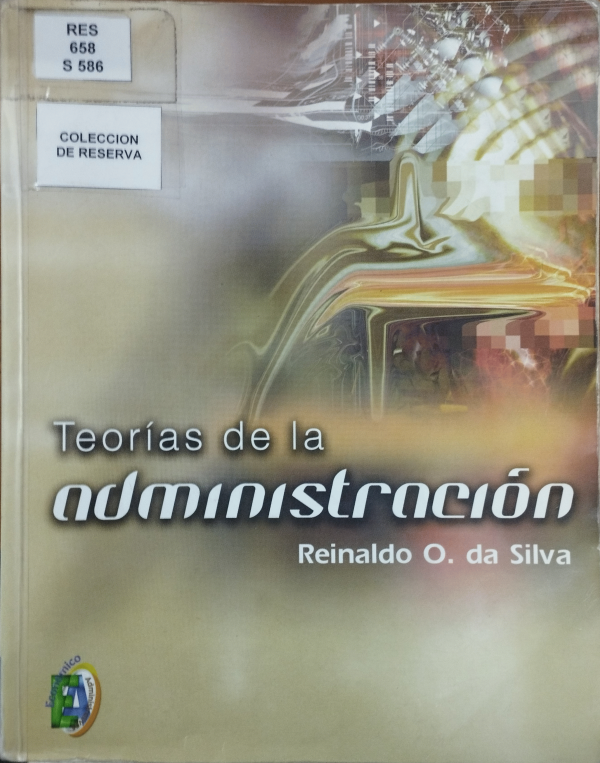 RES
658
S 586
COLECCION
DE RESERVA
Teorías de la
administración
Reinaldo O. da Silva